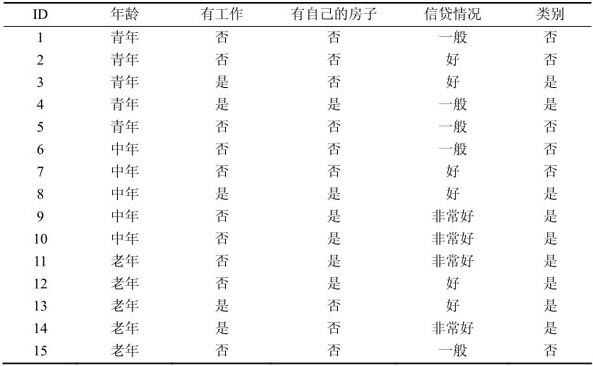 ID 年龄 有工作 有自己的房子 信贷情况 类别
1 青年 否 否 一般 否
2 青年 否 否 好 否
3 青年 是 否 好 是
4 青年 是 是 一般 是
5 青年 否 否 一般 否
6 中年 否 否 一般 否
7 中年 否 否 好 否
8 中年 是 是 好 是
9 中年 否 是 非常好 是
10 中年 否 是 非常好 是
11 老年 否 是 非常好 是
12 老年 否 是 好 是
13 老年 是 否 好 是
14 老年 是 否 非常好 是
15 老年 否 否 一般 否